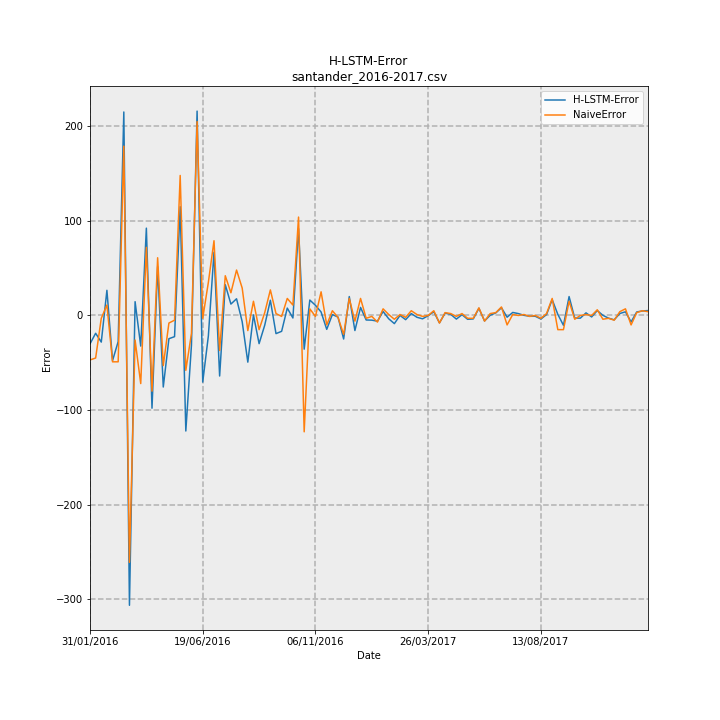 H-LSTM-Error
santander_2016-2017.csv
H-LSTM-Error
NaiveError
200
100
0
−100
−200
−300
Error
31/01/2016 19/06/2016 06/11/2016 26/03/2017 13/08/2017
Date